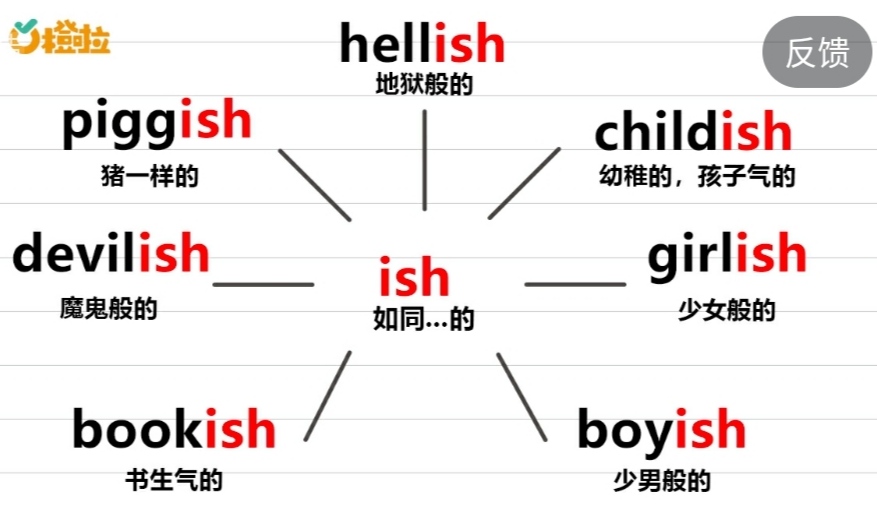 橙啦
反馈
hellish
地狱般的
piggish
猪一样的
childish
幼稚的，孩子气的
devilish
魔鬼般的
ish
如同...的
girlish
少女般的
bookish
书生气的
boyish
少男般的